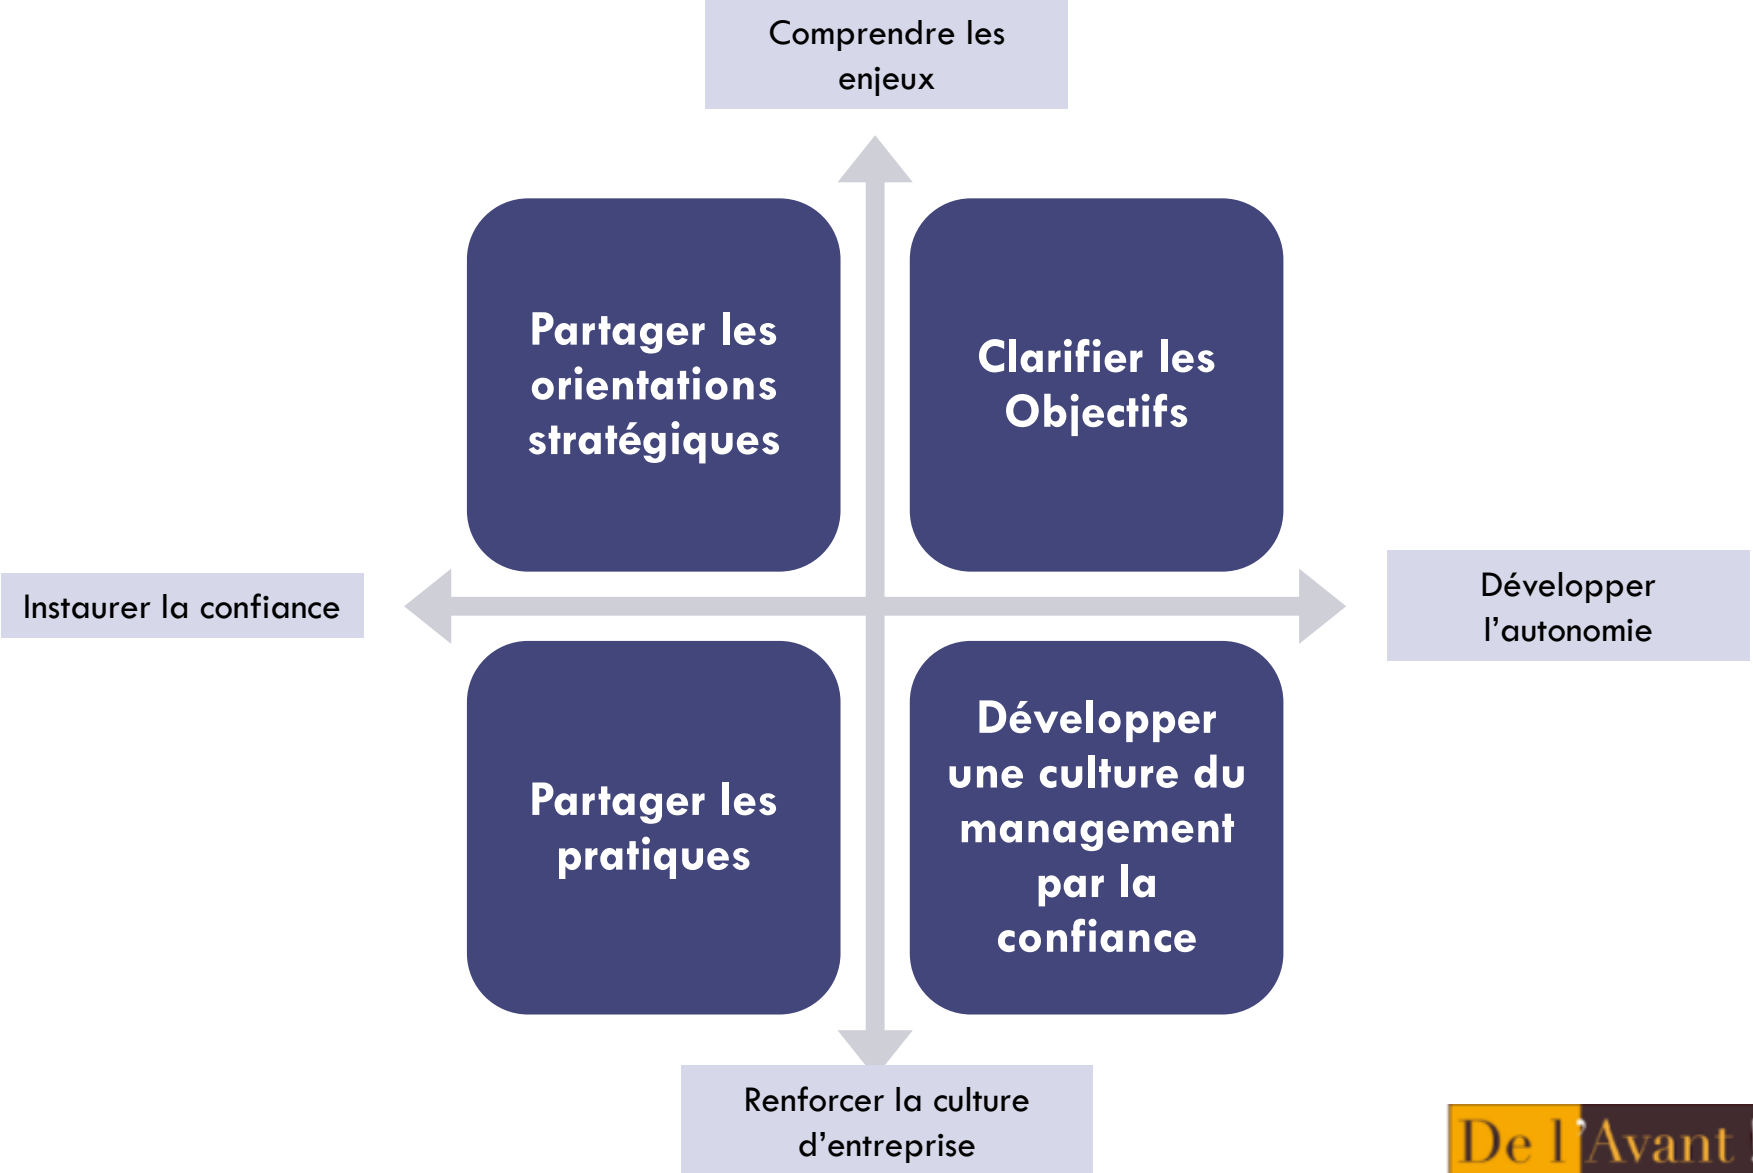 Comprendre les
enjeux
Partager les
orientations
stratégiques
Clarifier les
Objectifs
Instaurer la confiance
Développer
l’autonomie
Partager les
pratiques
Développer
une culture du
management
par la
confiance
Renforcer la culture
d’entreprise
De l’Avant